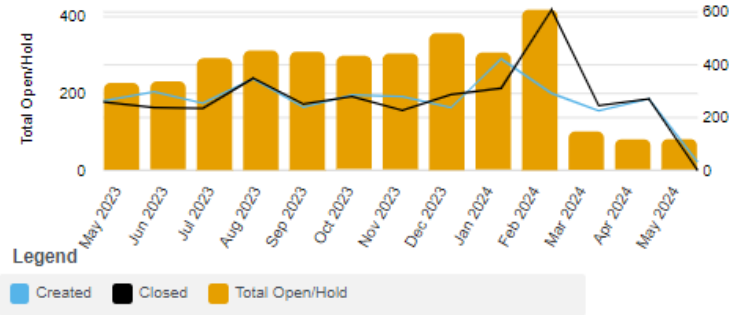 400
200
0
Total Open/Hold
600
400
200
0
May 2023
Jun 2023
Jul 2023
Aug 2023
Sep 2023
Oct 2023
Nov 2023
Dec 2023
Jan 2024
Feb 2024
Mar 2024
Apr 2024
May 2024
Legend
Created Closed Total Open/Hold